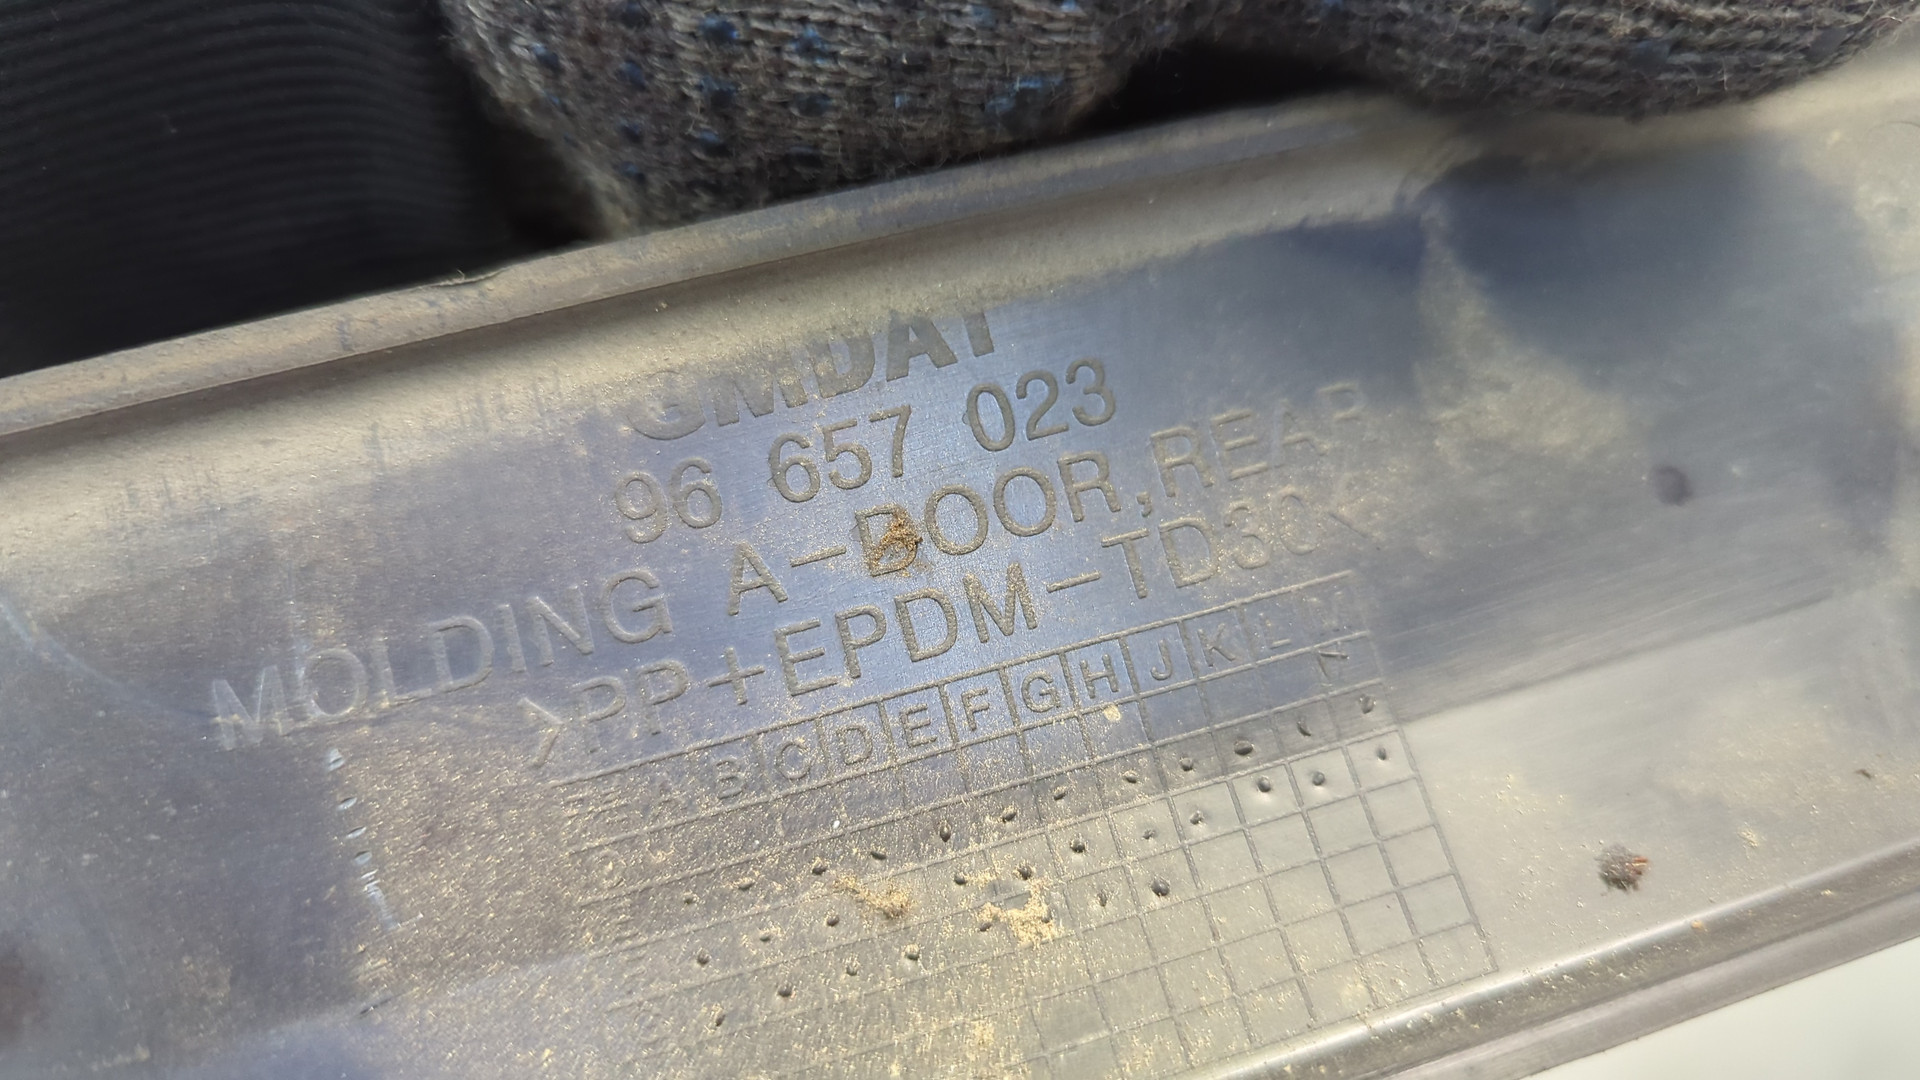 GMDAT
96 657 023
MOLDING A-DOOR,REAR
>PP+EPDM-TD30<
A B C D E F G H J K L M